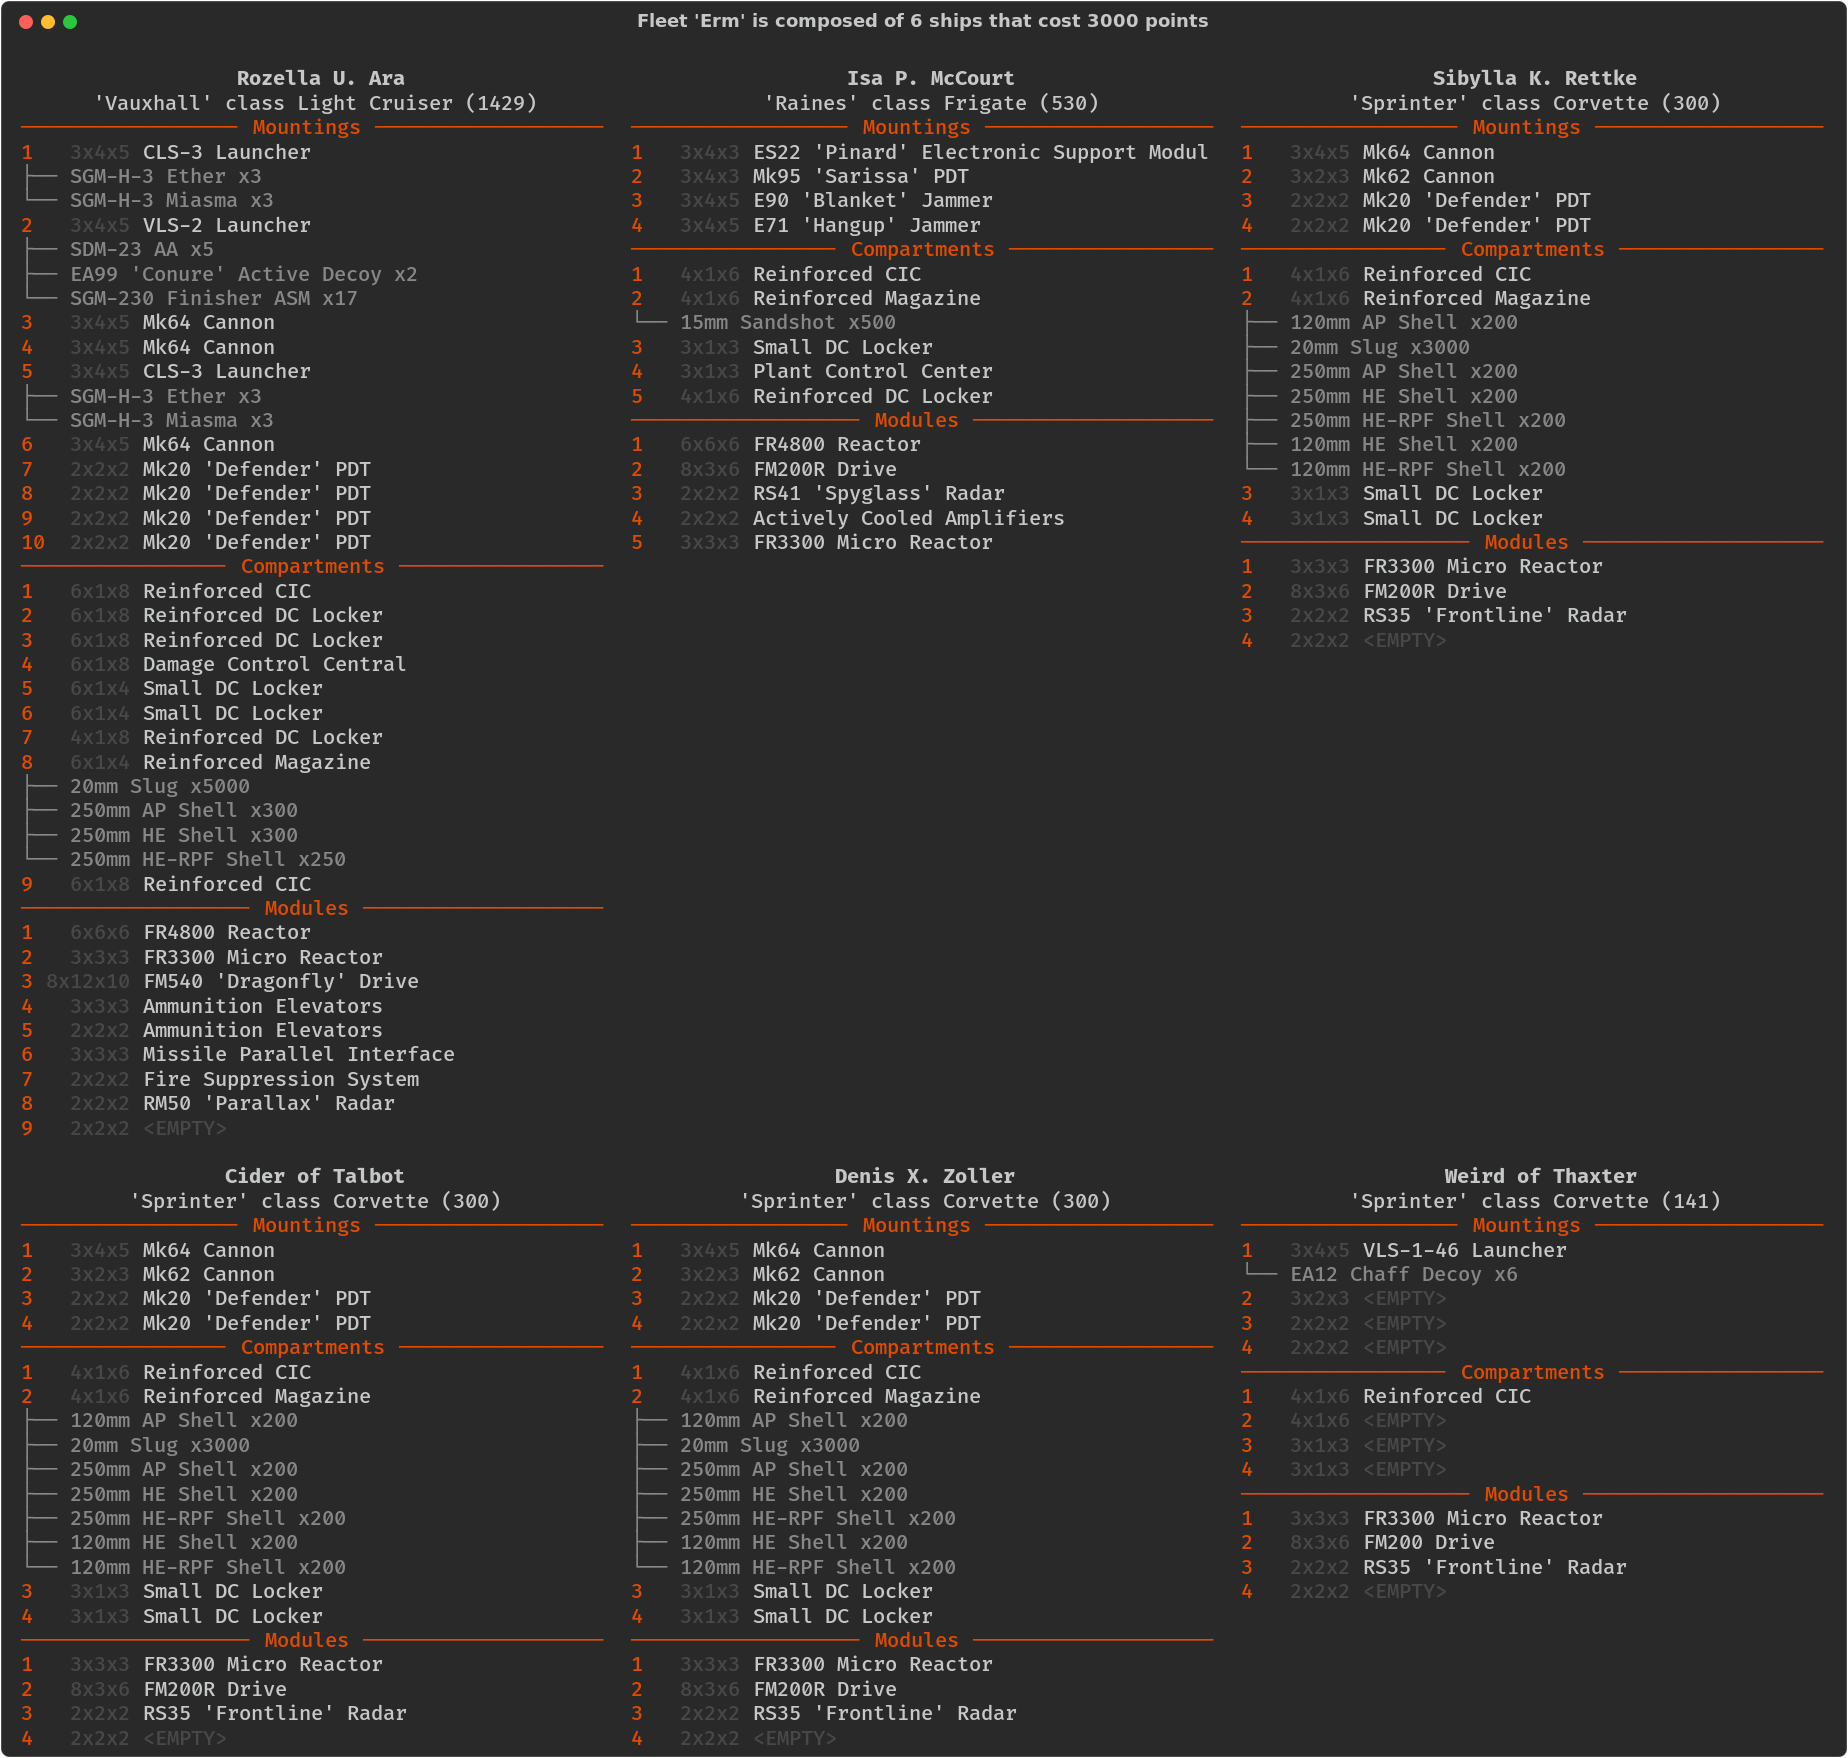 Fleet 'Erm' is composed of 6 ships that cost 3000 points
Rozella U. Ara
'Vauxhall' class Light Cruiser (1429)
Mountings
1 3x4x5 CLS-3 Launcher
SGM-H-3 Ether x3
SGM-H-3 Miasma x3
2 3x4x5 VLS-2 Launcher
SDM-23 AA x5
EA99 'Conure' Active Decoy x2
SGM-230 Finisher ASM x17
3 3x4x5 Mk64 Cannon
4 3x4x5 Mk64 Cannon
5 3x4x5 CLS-3 Launcher
SGM-H-3 Ether x3
SGM-H-3 Miasma x3
6 3x4x5 Mk64 Cannon
7 2x2x2 Mk20 'Defender' PDT
8 2x2x2 Mk20 'Defender' PDT
9 2x2x2 Mk20 'Defender' PDT
10 2x2x2 Mk20 'Defender' PDT
Compartments
1 6x1x8 Reinforced CIC
2 6x1x8 Reinforced DC Locker
3 6x1x8 Reinforced DC Locker
4 6x1x8 Damage Control Central
5 6x1x4 Small DC Locker
6 6x1x4 Small DC Locker
7 4x1x8 Reinforced DC Locker
8 6x1x4 Reinforced Magazine
20mm Slug x5000
250mm AP Shell x300
250mm HE Shell x300
250mm HE-RPF Shell x250
9 6x1x8 Reinforced CIC
Modules
1 6x6x6 FR4800 Reactor
2 3x3x3 FR3300 Micro Reactor
3 8x12x10 FM540 'Dragonfly' Drive
4 3x3x3 Ammunition Elevators
5 2x2x2 Ammunition Elevators
6 3x3x3 Missile Parallel Interface
7 2x2x2 Fire Suppression System
8 2x2x2 RM50 'Parallax' Radar
9 2x2x2 <EMPTY>
Isa P. McCourt
'Raines' class Frigate (530)
Mountings
1 3x4x3 ES22 'Pinard' Electronic Support Modul
2 3x4x3 Mk95 'Sarissa' PDT
3 3x4x5 E90 'Blanket' Jammer
4 3x4x5 E71 'Hangup' Jammer
Compartments
1 4x1x6 Reinforced CIC
2 4x1x6 Reinforced Magazine
15mm Sandshot x500
3 3x1x3 Small DC Locker
4 3x1x3 Plant Control Center
5 4x1x6 Reinforced DC Locker
Modules
1 6x6x6 FR4800 Reactor
2 8x3x6 FM200R Drive
3 2x2x2 RS41 'Spyglass' Radar
4 2x2x2 Actively Cooled Amplifiers
5 3x3x3 FR3300 Micro Reactor
Sibylla K. Rettke
'Sprinter' class Corvette (300)
Mountings
1 3x4x5 Mk64 Cannon
2 3x2x3 Mk62 Cannon
3 2x2x2 Mk20 'Defender' PDT
4 2x2x2 Mk20 'Defender' PDT
Compartments
1 4x1x6 Reinforced CIC
2 4x1x6 Reinforced Magazine
120mm AP Shell x200
20mm Slug x3000
250mm AP Shell x200
250mm HE Shell x200
250mm HE-RPF Shell x200
120mm HE Shell x200
120mm HE-RPF Shell x200
3 3x1x3 Small DC Locker
4 3x1x3 Small DC Locker
Modules
1 3x3x3 FR3300 Micro Reactor
2 8x3x6 FM200R Drive
3 2x2x2 RS35 'Frontline' Radar
4 2x2x2 <EMPTY>
Cider of Talbot
'Sprinter' class Corvette (300)
Mountings
1 3x4x5 Mk64 Cannon
2 3x2x3 Mk62 Cannon
3 2x2x2 Mk20 'Defender' PDT
4 2x2x2 Mk20 'Defender' PDT
Compartments
1 4x1x6 Reinforced CIC
2 4x1x6 Reinforced Magazine
120mm AP Shell x200
20mm Slug x3000
250mm AP Shell x200
250mm HE Shell x200
250mm HE-RPF Shell x200
120mm HE Shell x200
120mm HE-RPF Shell x200
3 3x1x3 Small DC Locker
4 3x1x3 Small DC Locker
Modules
1 3x3x3 FR3300 Micro Reactor
2 8x3x6 FM200R Drive
3 2x2x2 RS35 'Frontline' Radar
4 2x2x2 <EMPTY>
Denis X. Zoller
'Sprinter' class Corvette (300)
Mountings
1 3x4x5 Mk64 Cannon
2 3x2x3 Mk62 Cannon
3 2x2x2 Mk20 'Defender' PDT
4 2x2x2 Mk20 'Defender' PDT
Compartments
1 4x1x6 Reinforced CIC
2 4x1x6 Reinforced Magazine
120mm AP Shell x200
20mm Slug x3000
250mm AP Shell x200
250mm HE Shell x200
250mm HE-RPF Shell x200
120mm HE Shell x200
120mm HE-RPF Shell x200
3 3x1x3 Small DC Locker
4 3x1x3 Small DC Locker
Modules
1 3x3x3 FR3300 Micro Reactor
2 8x3x6 FM200R Drive
3 2x2x2 RS35 'Frontline' Radar
4 2x2x2 <EMPTY>
Weird of Thaxter
'Sprinter' class Corvette (141)
Mountings
1 3x4x5 VLS-1-46 Launcher
EA12 Chaff Decoy x6
2 3x2x3 <EMPTY>
3 2x2x2 <EMPTY>
4 2x2x2 <EMPTY>
Compartments
1 4x1x6 Reinforced CIC
2 4x1x6 <EMPTY>
3 3x1x3 <EMPTY>
4 3x1x3 <EMPTY>
Modules
1 3x3x3 FR3300 Micro Reactor
2 8x3x6 FM200 Drive
3 2x2x2 RS35 'Frontline' Radar
4 2x2x2 <EMPTY>